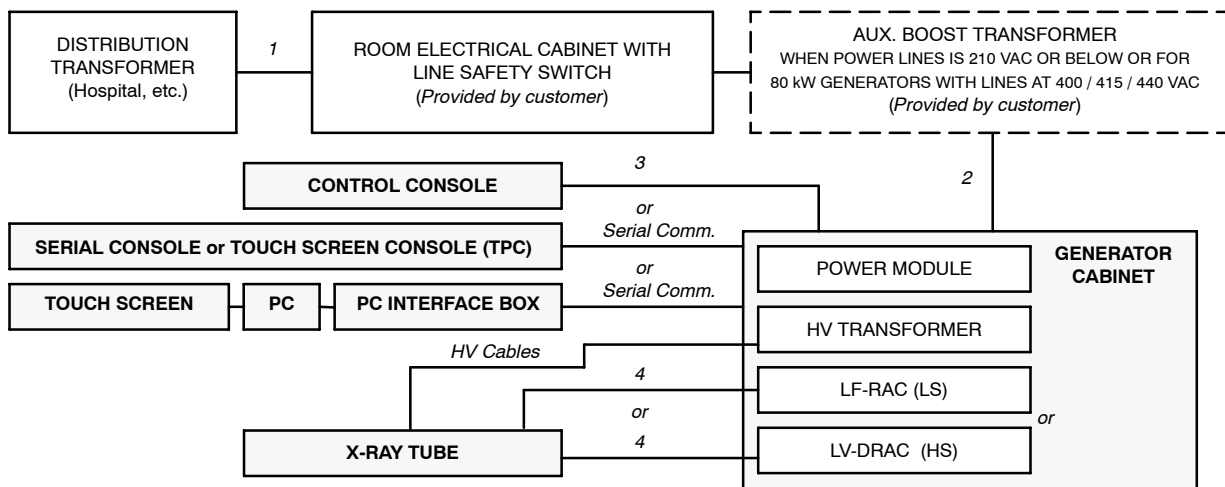 DISTRIBUTION
TRANSFORMER
(Hospital, etc.)
1
ROOM ELECTRICAL CABINET WITH
LINE SAFETY SWITCH
(Provided by customer)
AUX. BOOST TRANSFORMER
WHEN POWER LINES IS 210 VAC OR BELOW OR FOR
80 kW GENERATORS WITH LINES AT 400 / 415 / 440 VAC
(Provided by customer)
2
CONTROL CONSOLE
3
or
Serial Comm.
SERIAL CONSOLE or TOUCH SCREEN CONSOLE (TPC)
or
Serial Comm.
TOUCH SCREEN
PC
PC INTERFACE BOX
GENERATOR
CABINET
POWER MODULE
HV TRANSFORMER
HV Cables
4
LF-RAC (LS)
or
or
4
LV-DRAC (HS)
X-RAY TUBE